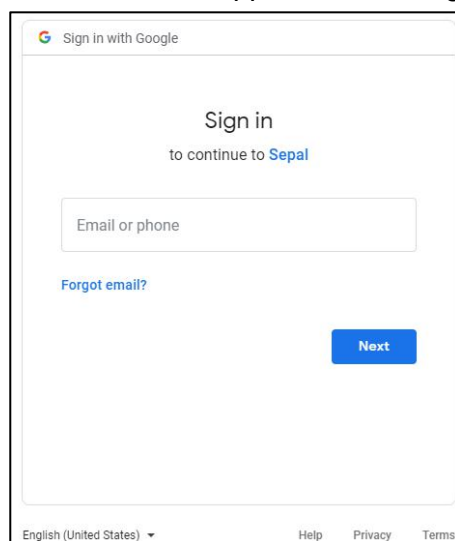 Sign in with Google
Sign in
to continue to Sepal
Email or phone
Forgot email?
Next
English (United States)
Help Privacy Terms